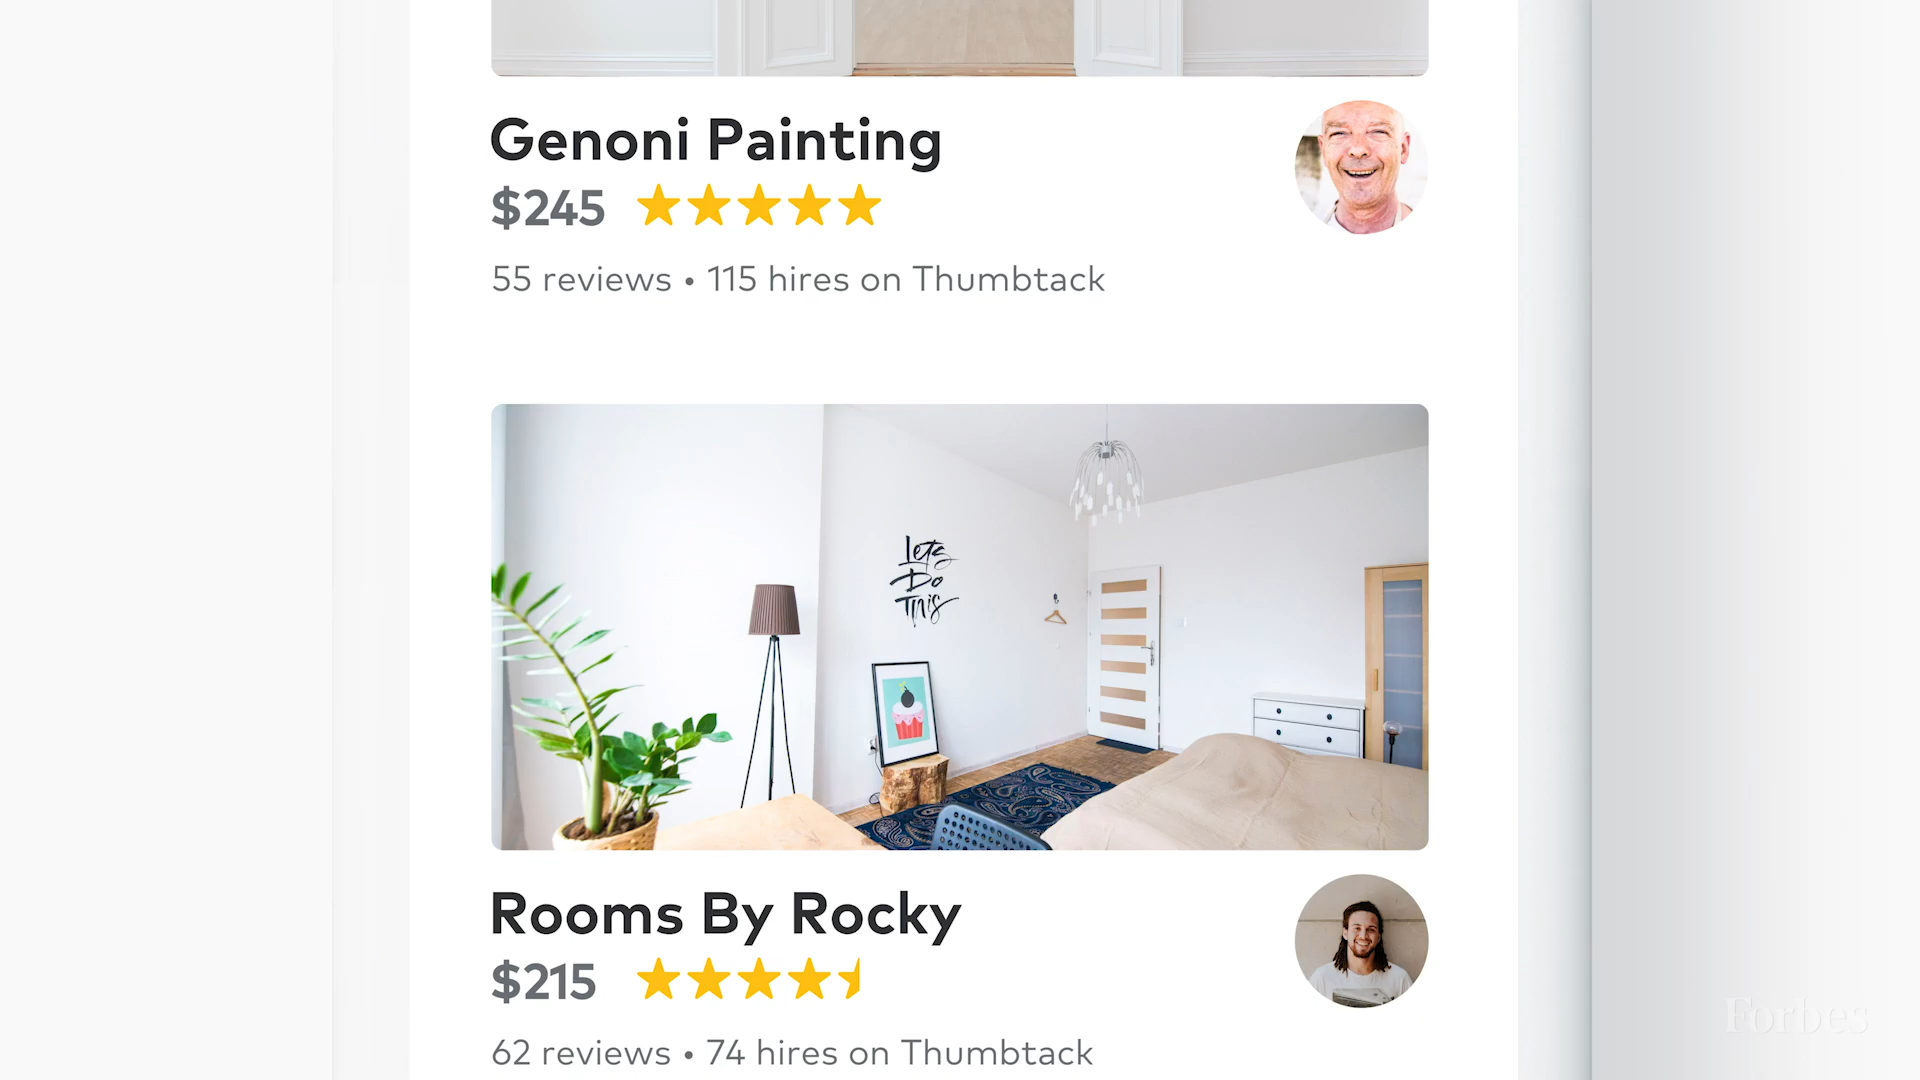 Genoni Painting
$245
55 reviews • 115 hires on Thumbtack
Lets
Do
This
Rooms By Rocky
$215
62 reviews • 74 hires on Thumbtack
Forbes